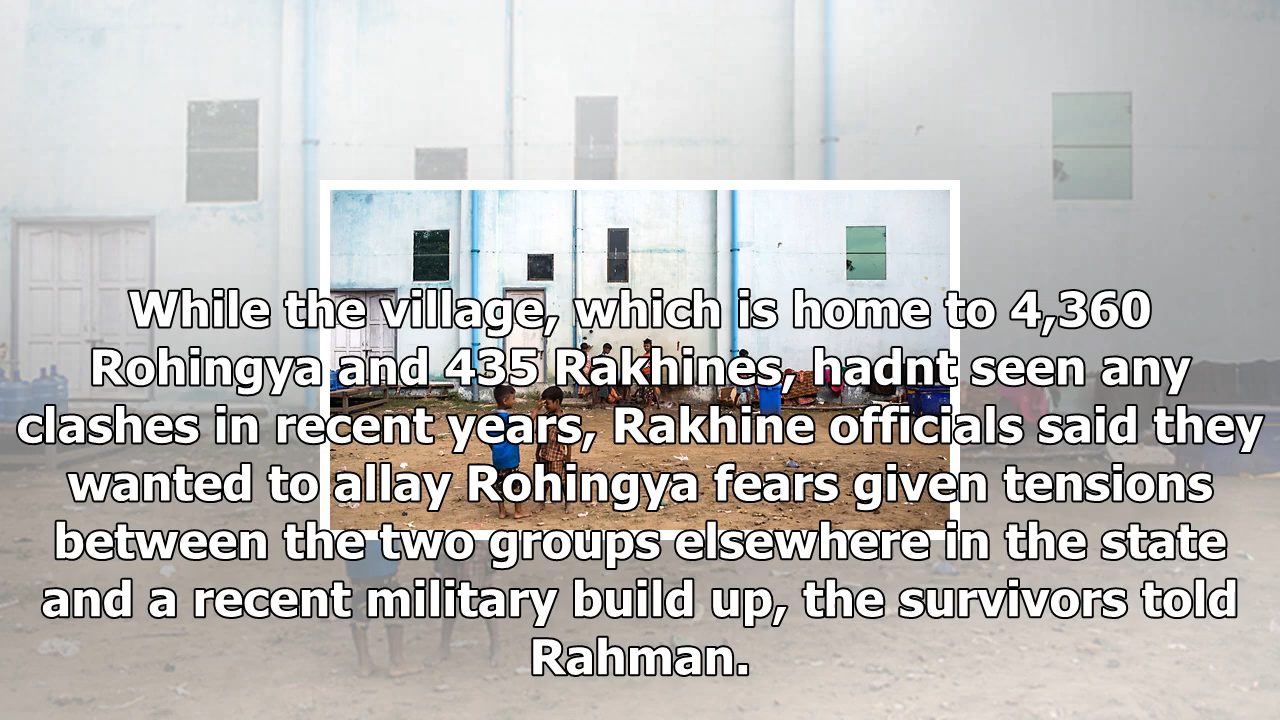 While the village, which is home to 4,360
Rohingya and 435 Rakhines, hadnt seen any
clashes in recent years, Rakhine officials said they
wanted to allay Rohingya fears given tensions
between the two groups elsewhere in the state
and a recent military build up, the survivors told
Rahman.